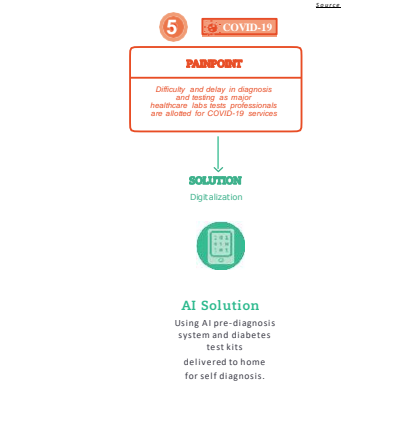 Source
5
COVID-19
PAINPOINT
Difficulty and delay in diagnosis
and testing as major
healthcare labs tests professionals
are allotted for COVID-19 services
SOLUTION
Digitalization
AI Solution
Using AI pre-diagnosis
system and diabetes
test kits
delivered to home
for self diagnosis.